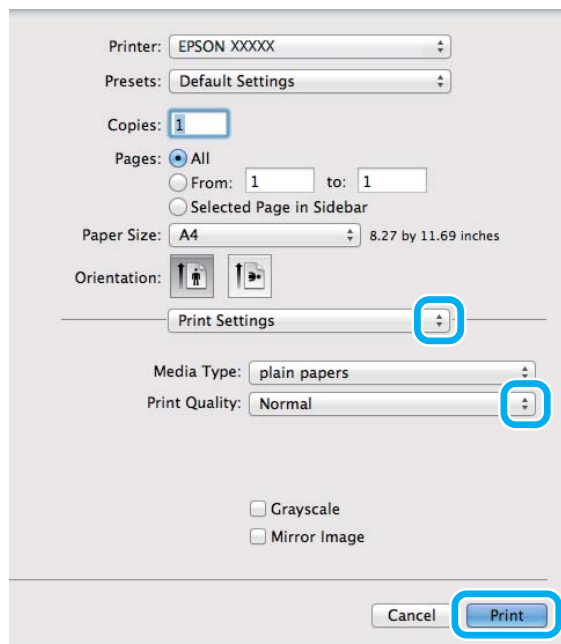 Printer: EPSON XXXXX
Presets: Default Settings
Copies: 1
Pages: All
From: 1 to: 1
Selected Page in Sidebar
Paper Size: A4 8.27 by 11.69 inches
Orientation:
Print Settings
Media Type: plain papers
Print Quality: Normal
Grayscale
Mirror Image
Cancel Print